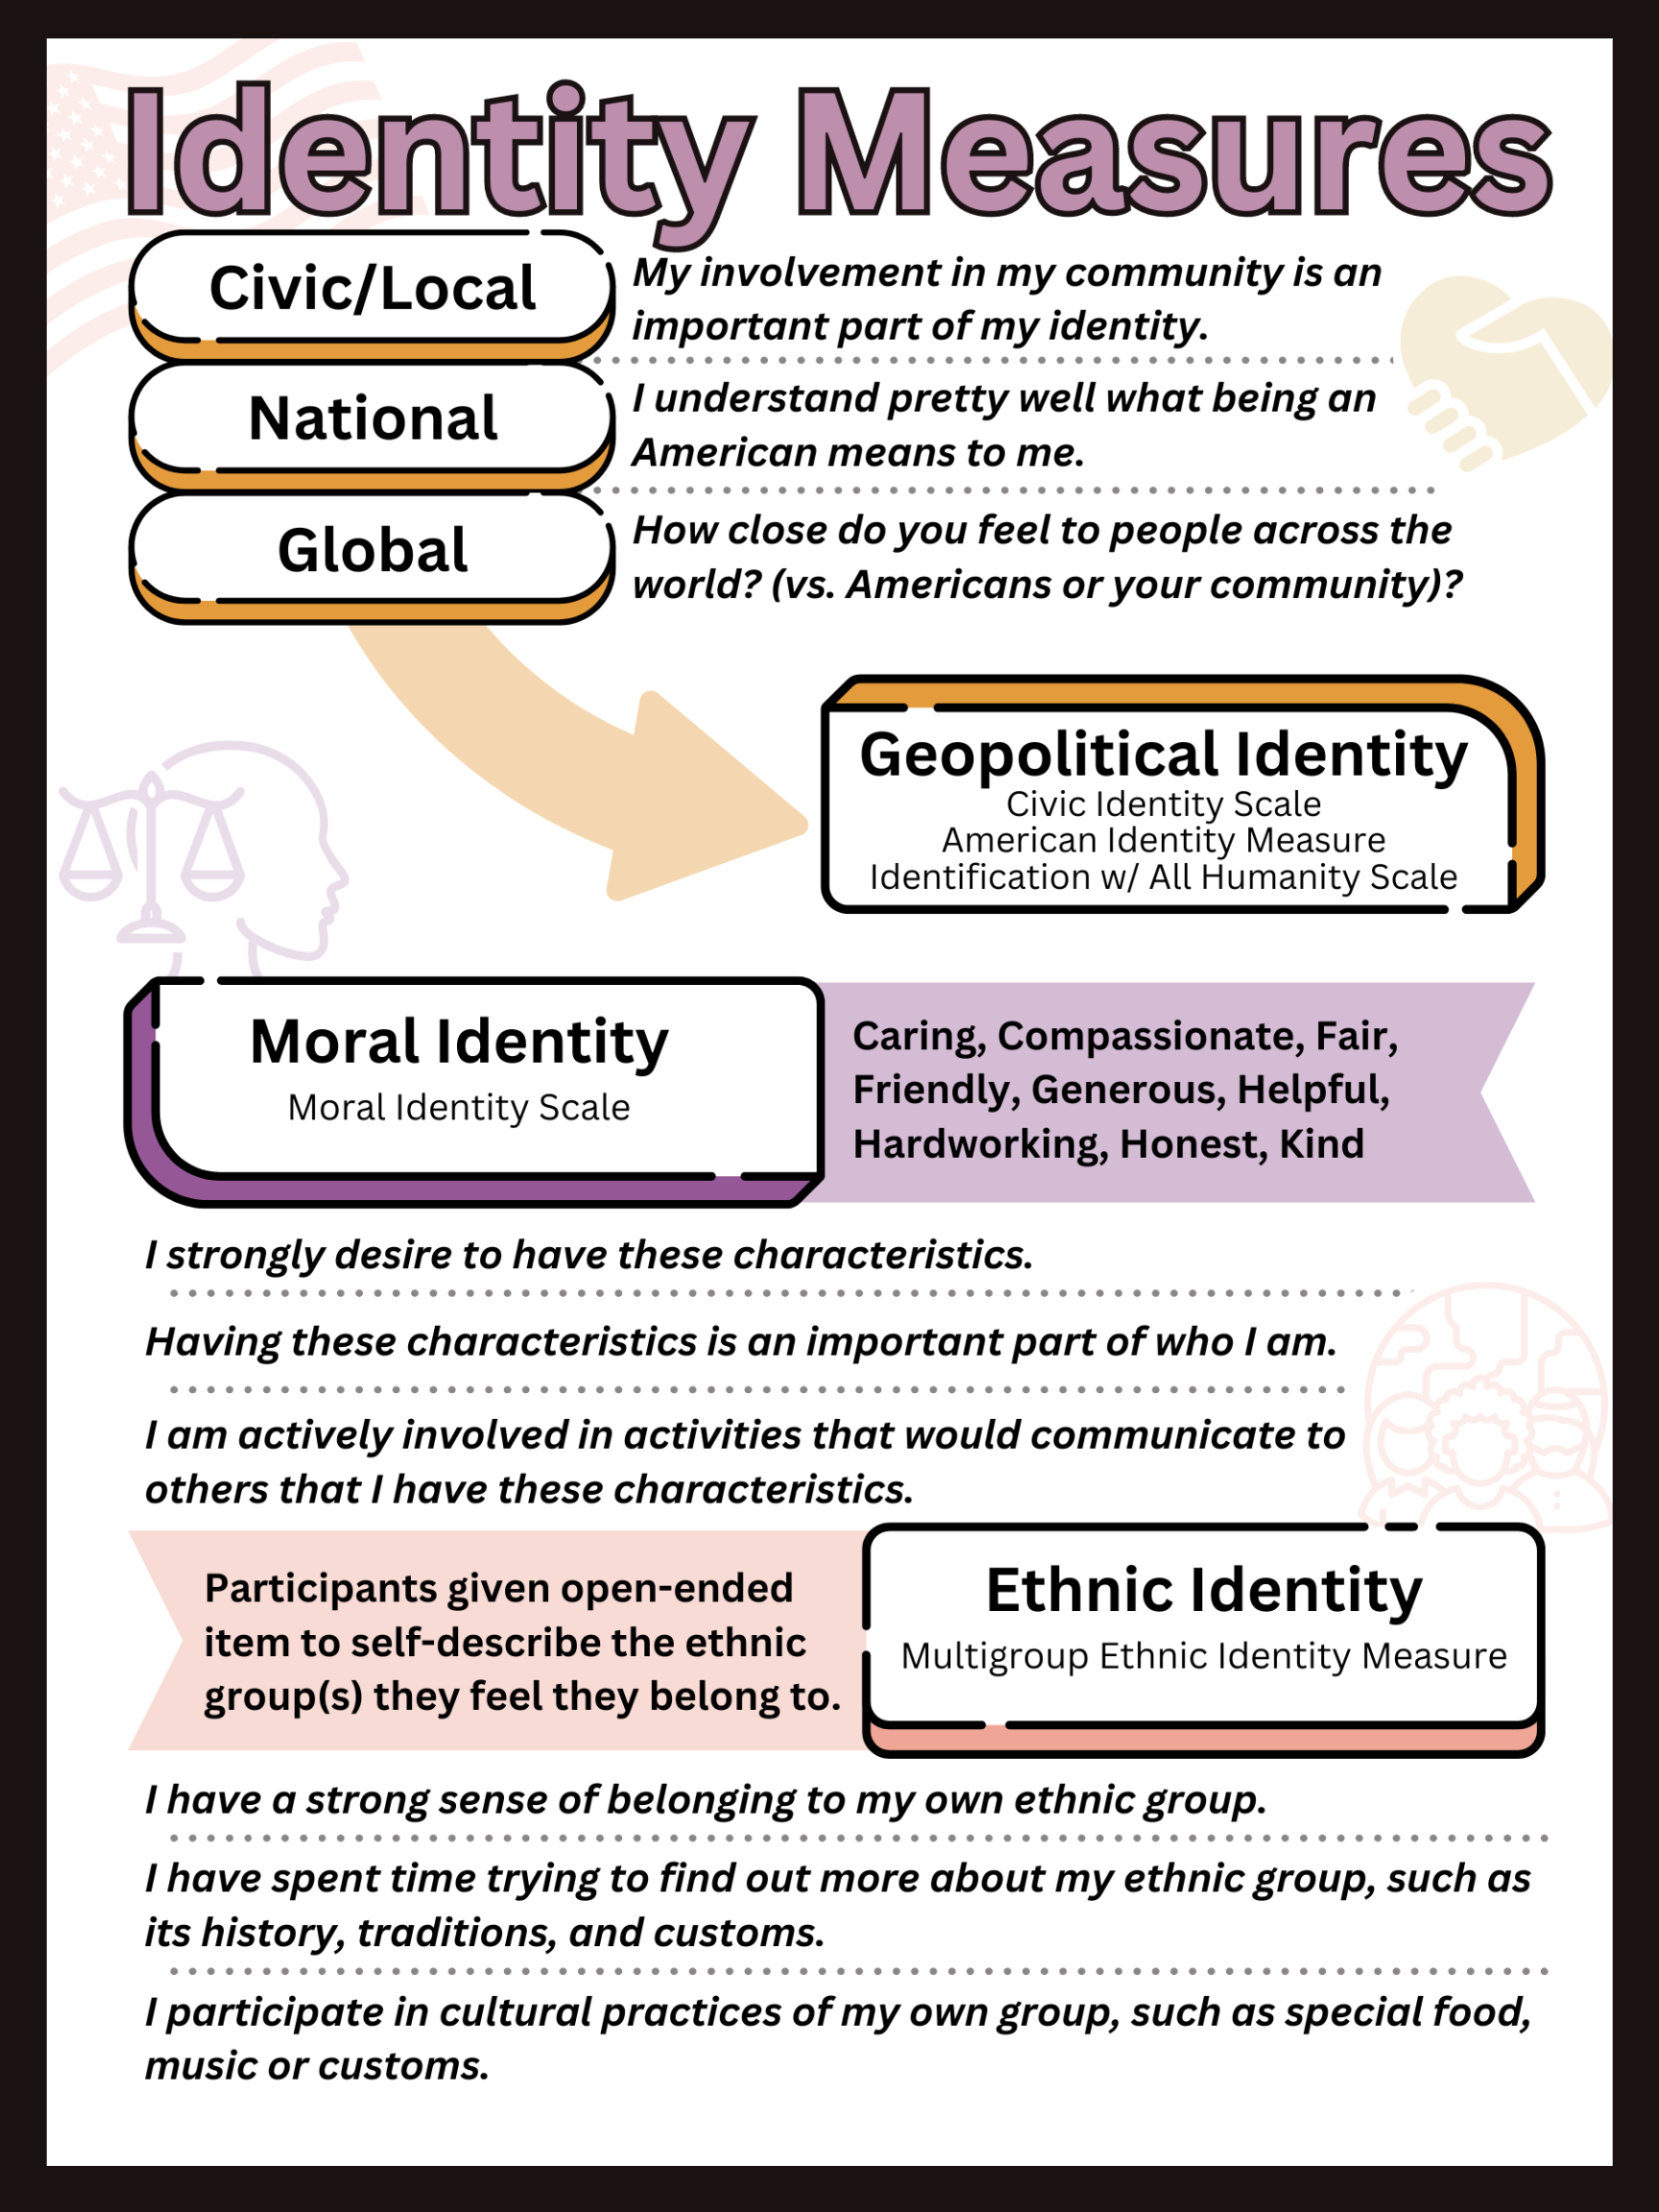 Identity Measures
Civic/Local
My involvement in my community is an
important part of my identity.
National
I understand pretty well what being an
American means to me.
Global
How close do you feel to people across the
world? (vs. Americans or your community)?
Geopolitical Identity
Civic Identity Scale
American Identity Measure
Identification w/ All Humanity Scale
Moral Identity
Moral Identity Scale
Caring, Compassionate, Fair,
Friendly, Generous, Helpful,
Hardworking, Honest, Kind
I strongly desire to have these characteristics.
Having these characteristics is an important part of who I am.
I am actively involved in activities that would communicate to
others that I have these characteristics.
Participants given open-ended
item to self-describe the ethnic
group(s) they feel they belong to.
Ethnic Identity
Multigroup Ethnic Identity Measure
I have a strong sense of belonging to my own ethnic group.
I have spent time trying to find out more about my ethnic group, such as
its history, traditions, and customs.
I participate in cultural practices of my own group, such as special food,
music or customs.